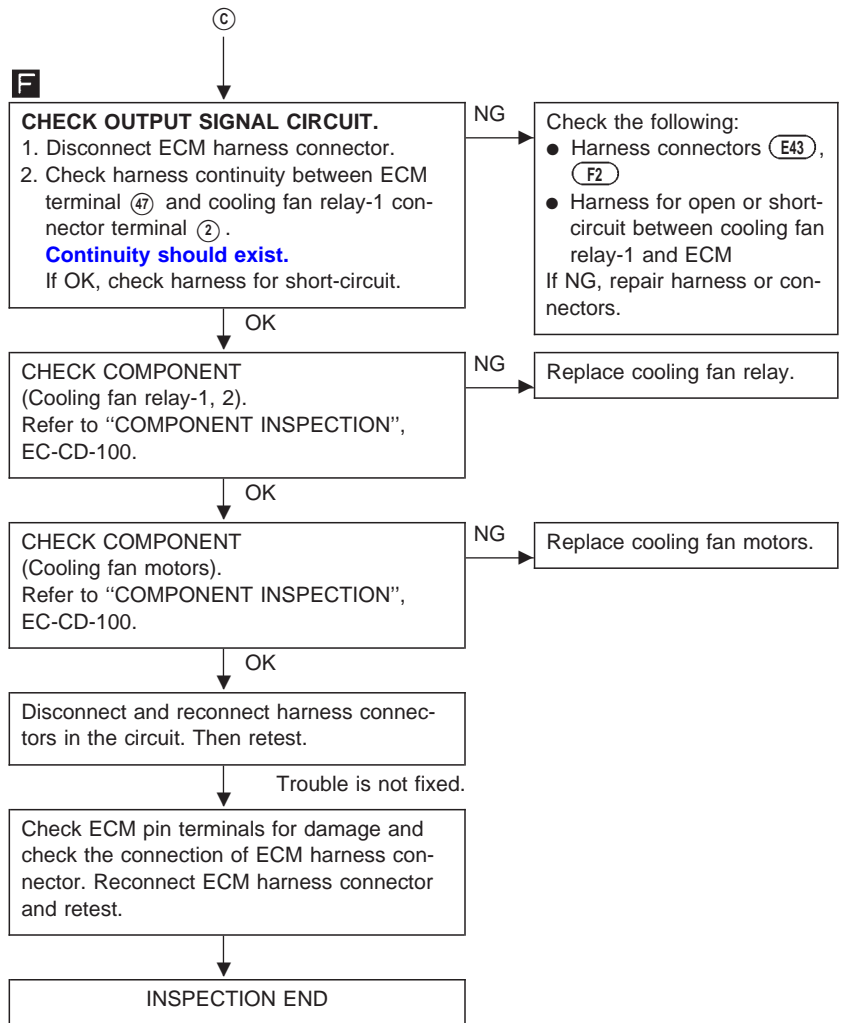 C
F
CHECK OUTPUT SIGNAL CIRCUIT.
1. Disconnect ECM harness connector.
2. Check harness continuity between ECM
terminal 47 and cooling fan relay-1 con-
nector terminal 2.
Continuity should exist.
If OK, check harness for short-circuit.
NG
Check the following:
● Harness connectors E43,
F2
● Harness for open or short-
circuit between cooling fan
relay-1 and ECM
If NG, repair harness or con-
nectors.
OK
CHECK COMPONENT
(Cooling fan relay-1, 2).
Refer to ‘‘COMPONENT INSPECTION’’,
EC-CD-100.
NG
Replace cooling fan relay.
OK
CHECK COMPONENT
(Cooling fan motors).
Refer to ‘‘COMPONENT INSPECTION’’,
EC-CD-100.
NG
Replace cooling fan motors.
OK
Disconnect and reconnect harness connec-
tors in the circuit. Then retest.
Trouble is not fixed.
Check ECM pin terminals for damage and
check the connection of ECM harness con-
nector. Reconnect ECM harness connector
and retest.
INSPECTION END